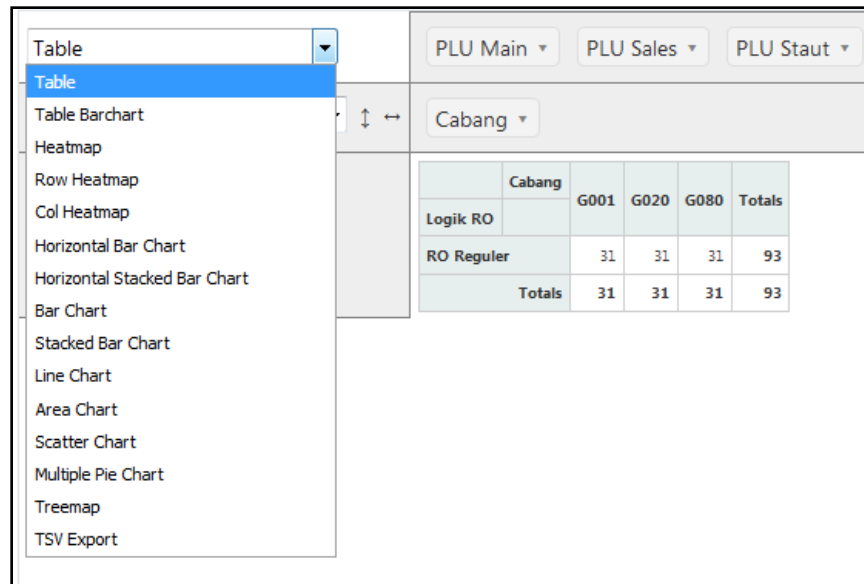 Table
PLU Main
PLU Sales
PLU Staut
Table
Table Barchart
Heatmap
Row Heatmap
Col Heatmap
Horizontal Bar Chart
Horizontal Stacked Bar Chart
Bar Chart
Stacked Bar Chart
Line Chart
Area Chart
Scatter Chart
Multiple Pie Chart
Treemap
TSV Export
Cabang
Cabang G001 G020 G080 Totals
Logik RO
RO Reguler 31 31 31 93
Totals 31 31 31 93